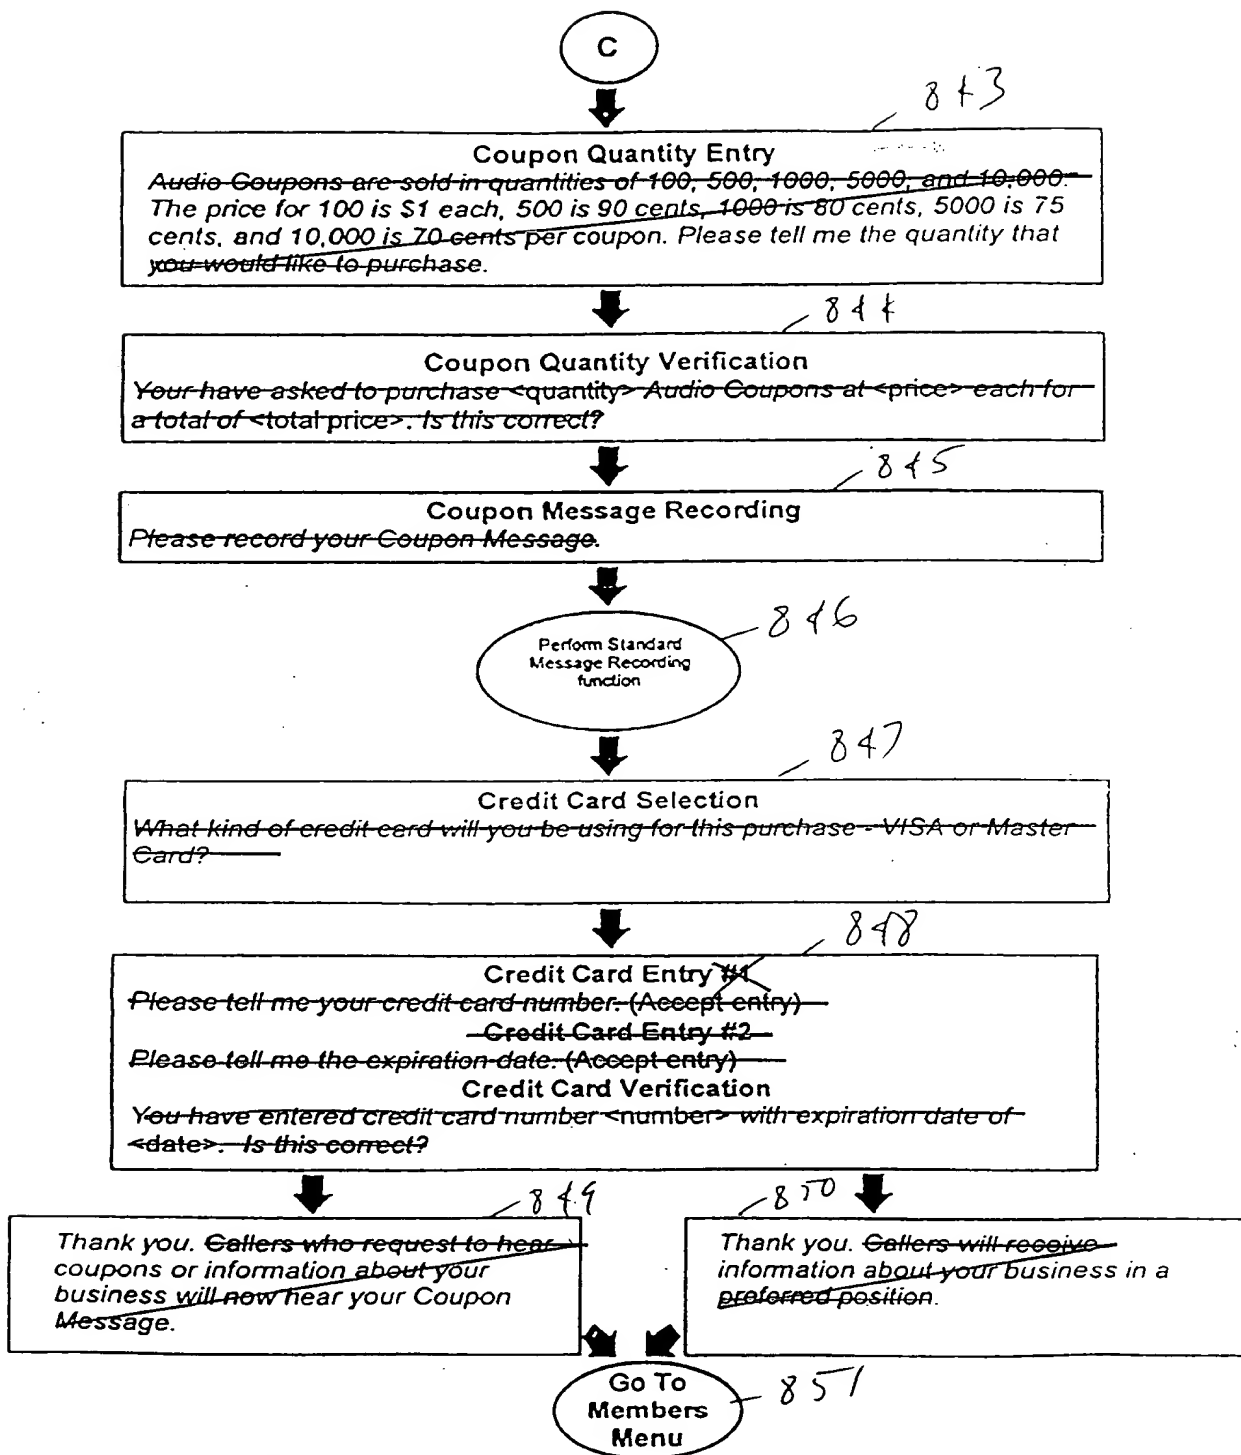 C
843
Coupon Quantity Entry
Audio Coupons are sold in quantities of 100, 500, 1000, 5000, and 10,000.
The price for 100 is $1 each, 500 is 90 cents, 1000 is 80 cents, 5000 is 75
cents, and 10,000 is 70 cents per coupon. Please tell me the quantity that
you would like to purchase.
844
Coupon Quantity Verification
Your have asked to purchase <quantity> Audio Coupons at <price> each for
a total of <total price>. Is this correct?
845
Coupon Message Recording
Please record your Coupon Message.
846
Perform Standard
Message Recording
function
847
Credit Card Selection
What kind of credit card will you be using for this purchase - VISA or Master
Card?
848
Credit Card Entry #1
Please tell me your credit card number. (Accept entry)
Credit Card Entry #2
Please tell me the expiration date. (Accept entry)
Credit Card Verification
You have entered credit card number <number> with expiration date of
<date>. Is this correct?
849
Thank you. Callers who request to hear
coupons or information about your
business will now hear your Coupon
Message.
850
Thank you. Callers will receive
information about your business in a
preferred position.
851
Go To
Members
Menu